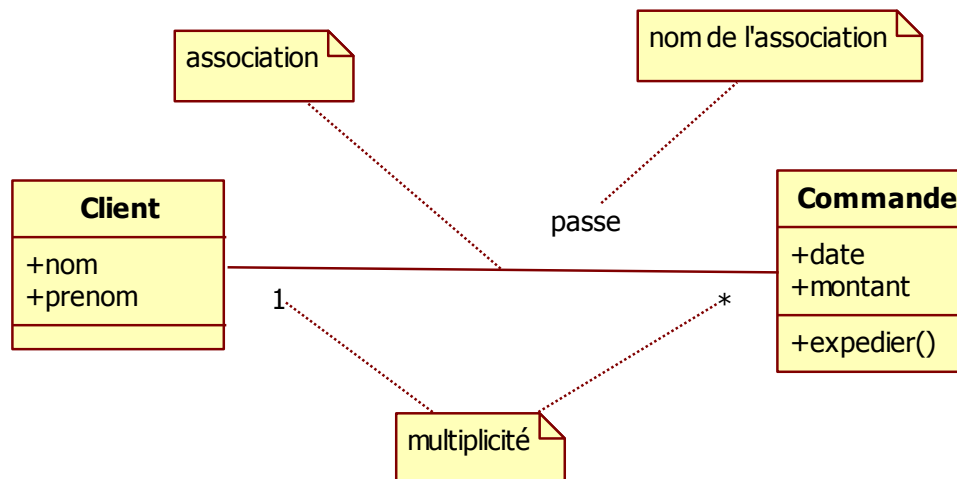 association
nom de l'association
Client
+nom
+prenom
passe
Commande
+date
+montant
+expedier()
1
*
multiplicité